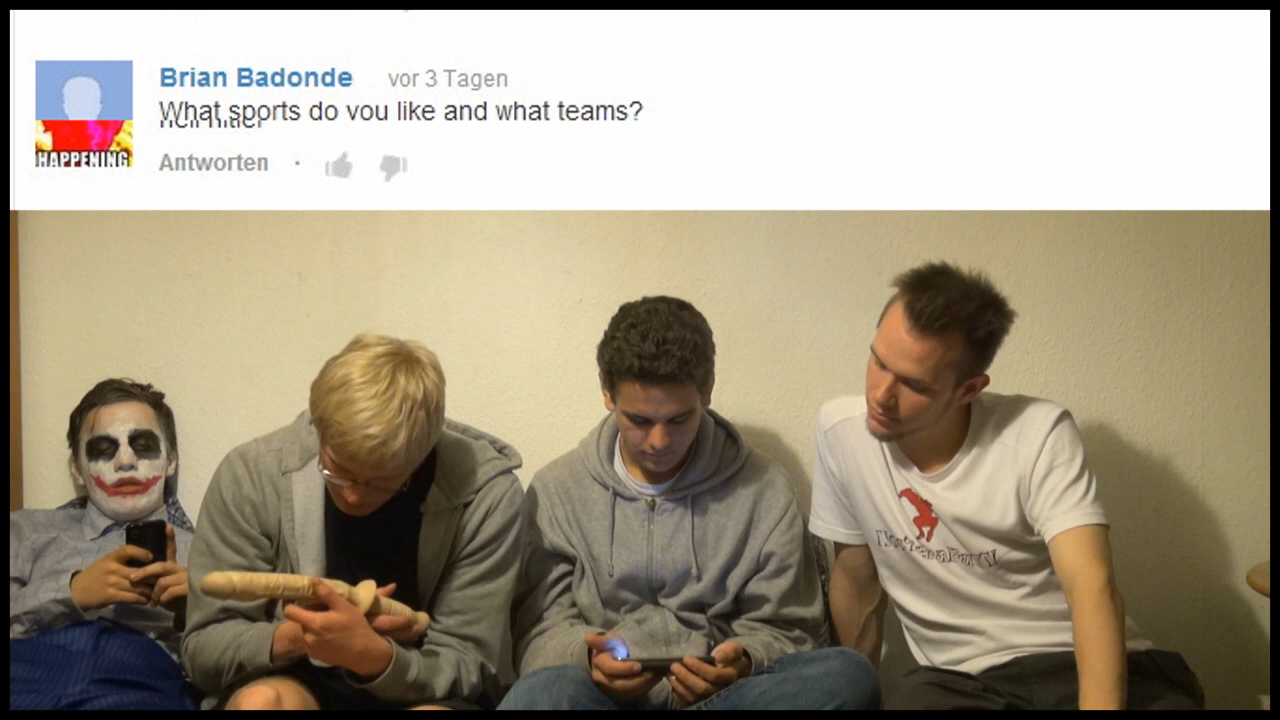 Brian Badonde vor 3 Tagen
What sports do you like and what teams?
HAPPENING
Antworten ·